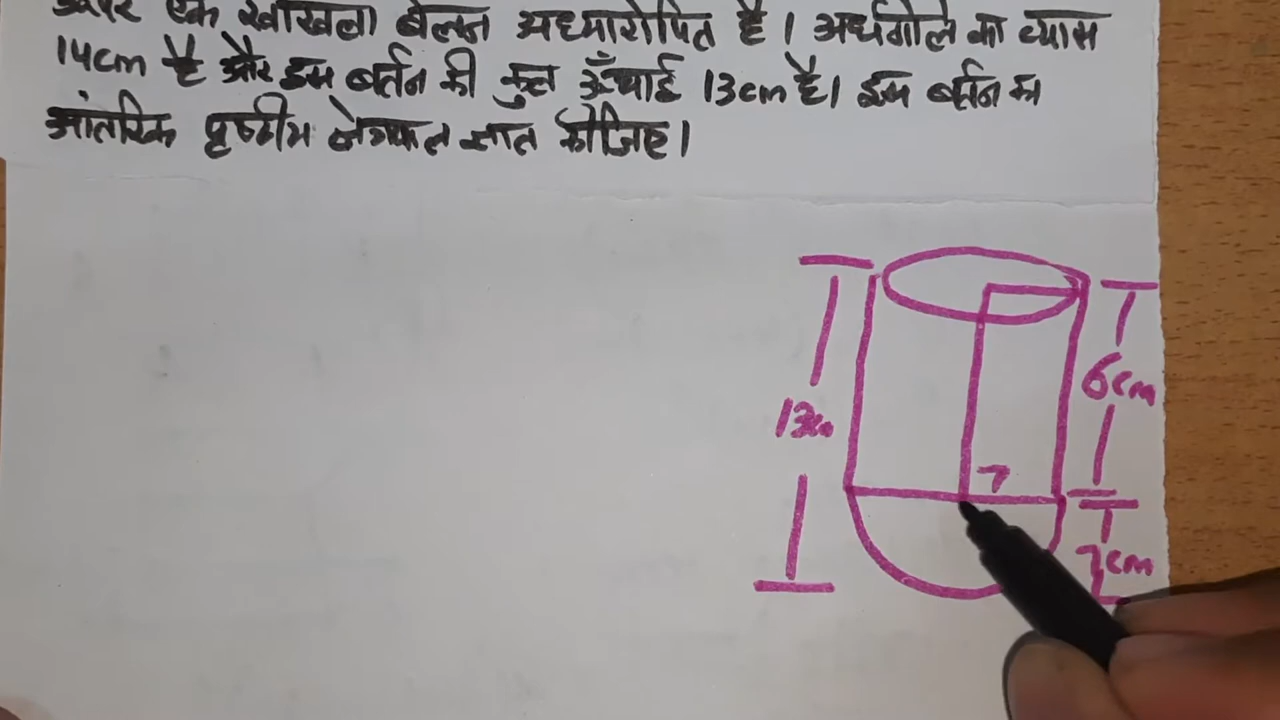 ऊपर एक खोखला बेलन अध्यारोपित है। अर्धगोले का व्यास
14cm है और इस बर्तन की कुल ऊँचाई 13cm है। इस बर्तन का
आंतरिक पृष्ठीय क्षेत्रफल ज्ञात कीजिए।
6cm
13cm
7
7cm